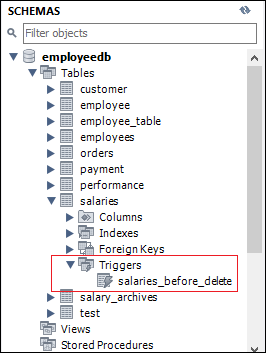 SCHEMAS
Filter objects
employeedb
Tables
customer
employee
employee_table
employees
orders
payment
performance
salaries
Columns
Indexes
Foreign Keys
Triggers
salaries_before_delete
salary_archives
test
Views
Stored Procedures